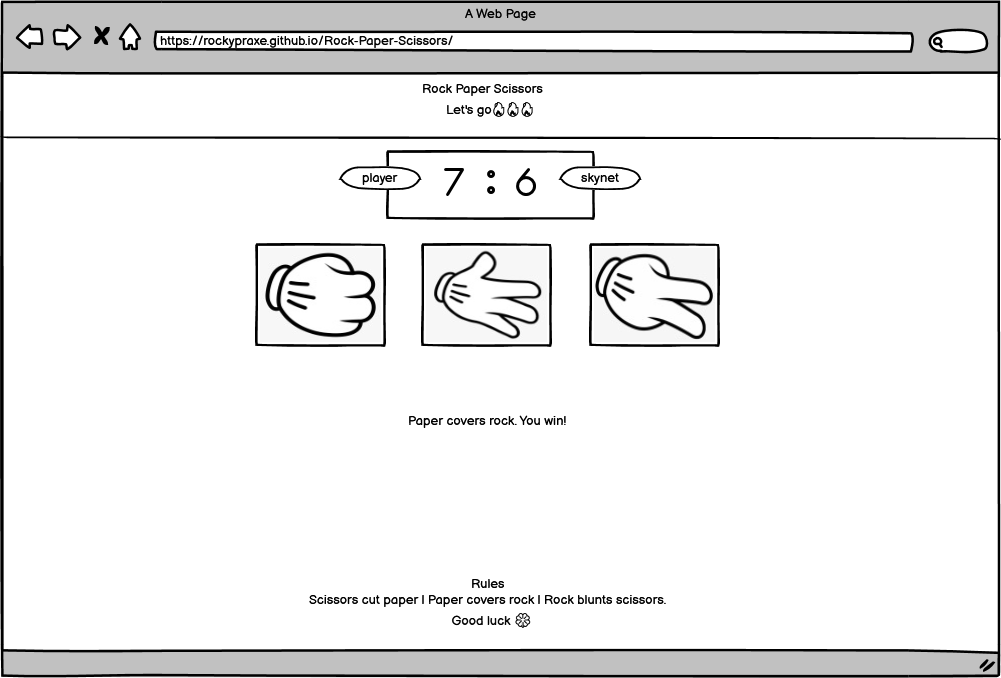 A Web Page
https://rockypraxe.github.io/Rock-Paper-Scissors/
Rock Paper Scissors
Let's go🔥🔥🔥
player 7 : 6 skynet
Paper covers rock. You win!
Rules
Scissors cut paper | Paper covers rock | Rock blunts scissors.
Good luck 🍀